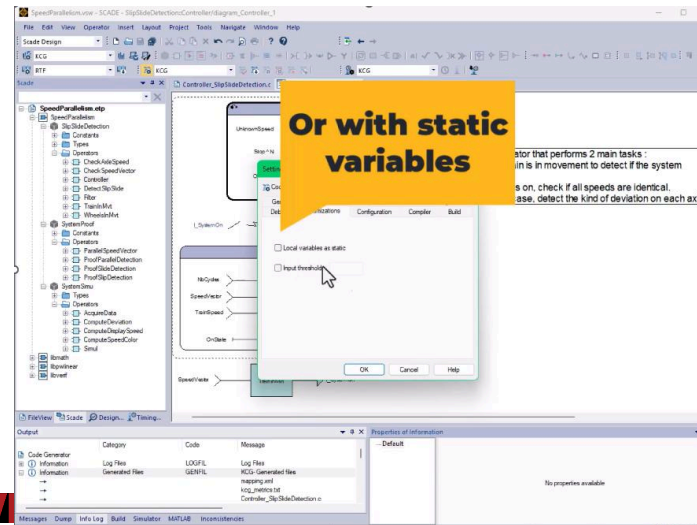 SpeedParallelism.vsw - SCADE - SlipSlideDetection::Controller/diagram_Controller_1
File Edit View Operator Insert Layout Project Tools Navigate Window Help
Scade Design
KCG
KCG
RTF
KCG
Scade
Controller_SlipSlideDetection.c
SpeedParallelism.etp
SpeedParallelism
SlipSlideDetection
Constants
Types
Operators
CheckAxleSpeed
CheckSpeedVector
Controller
DetectSlipSlide
Filter
TrainInMvt
WheelsInMvt
SystemProof
Constants
Operators
ParallelSpeedVector
ProofParallelDetection
ProofSlideDetection
ProofSlipDetection
SystemSimu
Types
Operators
AcquireData
ComputeDeviation
ComputeDisplaySpeed
ComputeSpeedColor
Simul
libmath
libpwlinear
libverif
FileView Scade Design... Timing...
UnknownSpeed
I_SystemOn
NbCycles
SpeedVector
TrainSpeed
OnState
SpeedVector
Or with static
variables
ator that performs 2 main tasks :
in is in movement to detect if the system
s on, check if all speeds are identical.
ase, detect the kind of deviation on each ax
Configuration Compiler Build
Local variables as static
Input threshold
OK Cancel Help
Output
Category Code Message
Code Generator
Information Log Files LOGFIL Log Files
Information Generated Files GENFIL KCG- Generated files
mapping.xml
kcg_metrics.txt
Controller_SlipSlideDetection.c
Messages Dump Info Log Build Simulator MATLAB Inconsistencies
Properties of Information
Default
No properties available